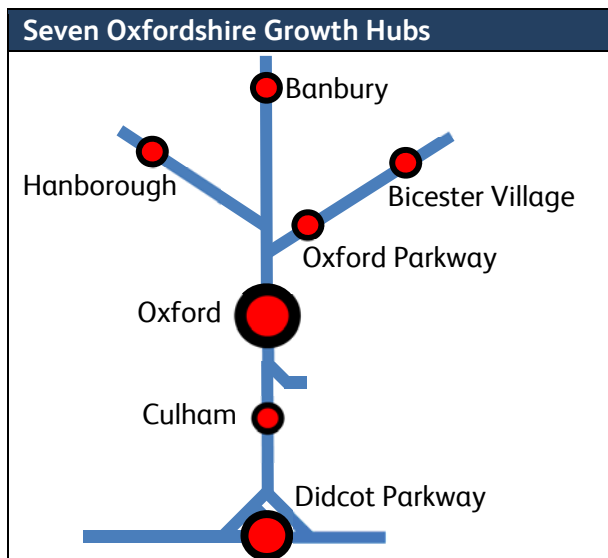 Seven Oxfordshire Growth Hubs
Banbury
Hanborough
Bicester Village
Oxford Parkway
Oxford
Culham
Didcot Parkway